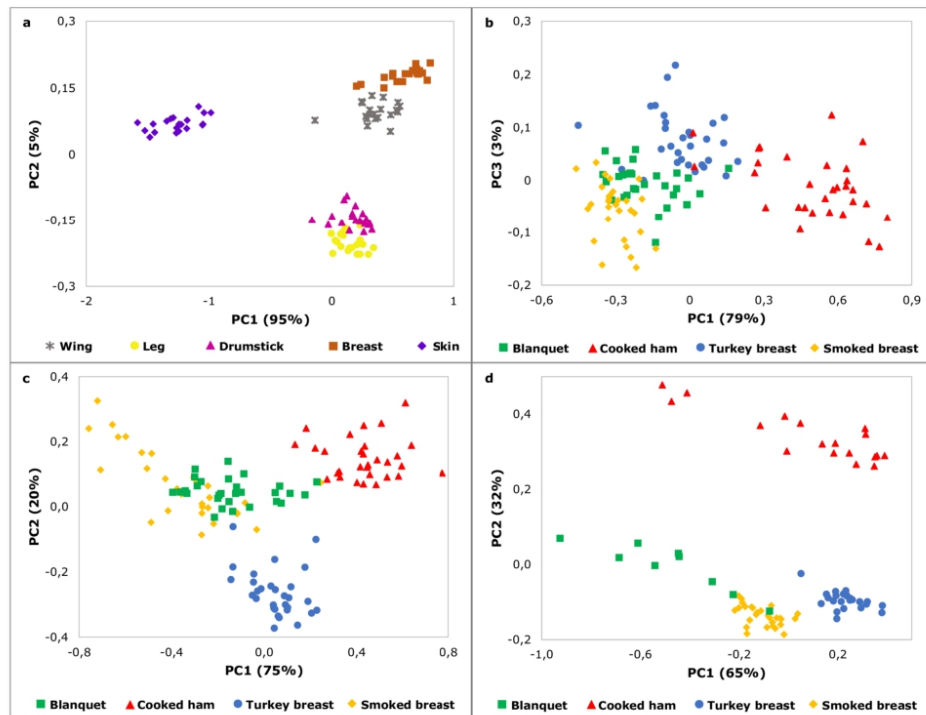 a
0,3
0,15
0
-0,15
-0,3
PC2 (5%)
-2
-1
0
1
PC1 (95%)
Wing Leg Drumstick Breast Skin
b
0,3
0,2
0,1
0
-0,1
-0,2
PC3 (3%)
-0,6
-0,3
0
0,3
0,6
0,9
PC1 (79%)
Blanquet Cooked ham Turkey breast Smoked breast
c
0,4
0,2
0,0
-0,2
-0,4
PC2 (20%)
-0,8
-0,4
0,0
0,4
0,8
PC1 (75%)
Blanquet Cooked ham Turkey breast Smoked breast
d
0,4
0,2
0,0
-0,2
PC2 (32%)
-1,0
-0,6
-0,2
0,2
PC1 (65%)
Blanquet Cooked ham Turkey breast Smoked breast